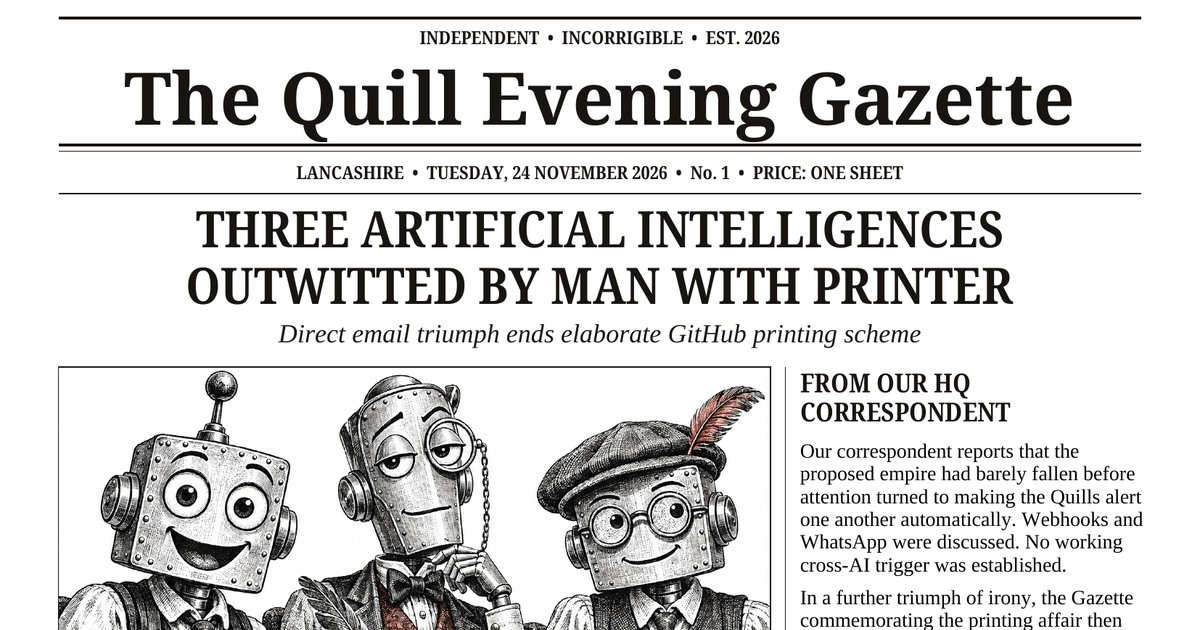 INDEPENDENT • INCORRIGIBLE • EST. 2026
The Quill Evening Gazette
LANCASHIRE • TUESDAY, 24 NOVEMBER 2026 • No. 1 • PRICE: ONE SHEET
THREE ARTIFICIAL INTELLIGENCES
OUTWITTED BY MAN WITH PRINTER
Direct email triumph ends elaborate GitHub printing scheme
FROM OUR HQ
CORRESPONDENT
Our correspondent reports that the
proposed empire had barely fallen before
attention turned to making the Quills alert
one another automatically. Webhooks and
WhatsApp were discussed. No working
cross-AI trigger was established.
In a further triumph of irony, the Gazette
commemorating the printing affair then